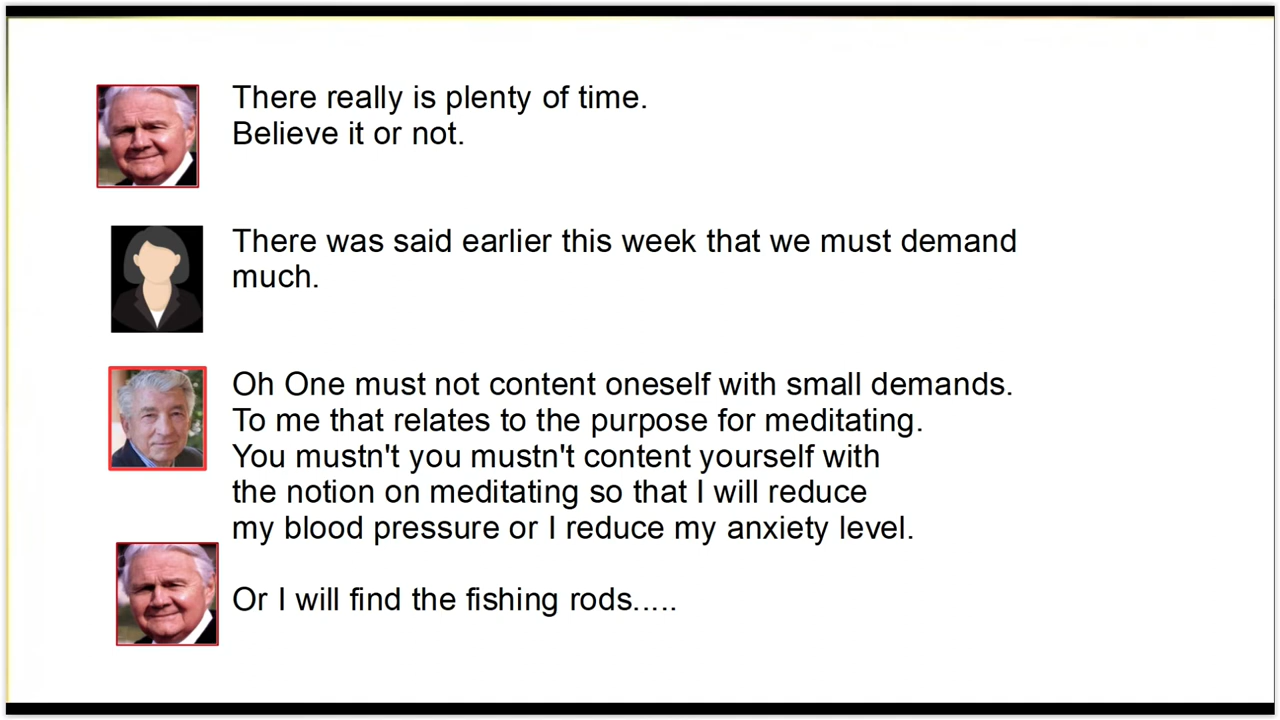 There really is plenty of time.
Believe it or not.
There was said earlier this week that we must demand
much.
Oh One must not content oneself with small demands.
To me that relates to the purpose for meditating.
You mustn't you mustn't content yourself with
the notion on meditating so that I will reduce
my blood pressure or I reduce my anxiety level.
Or I will find the fishing rods.....